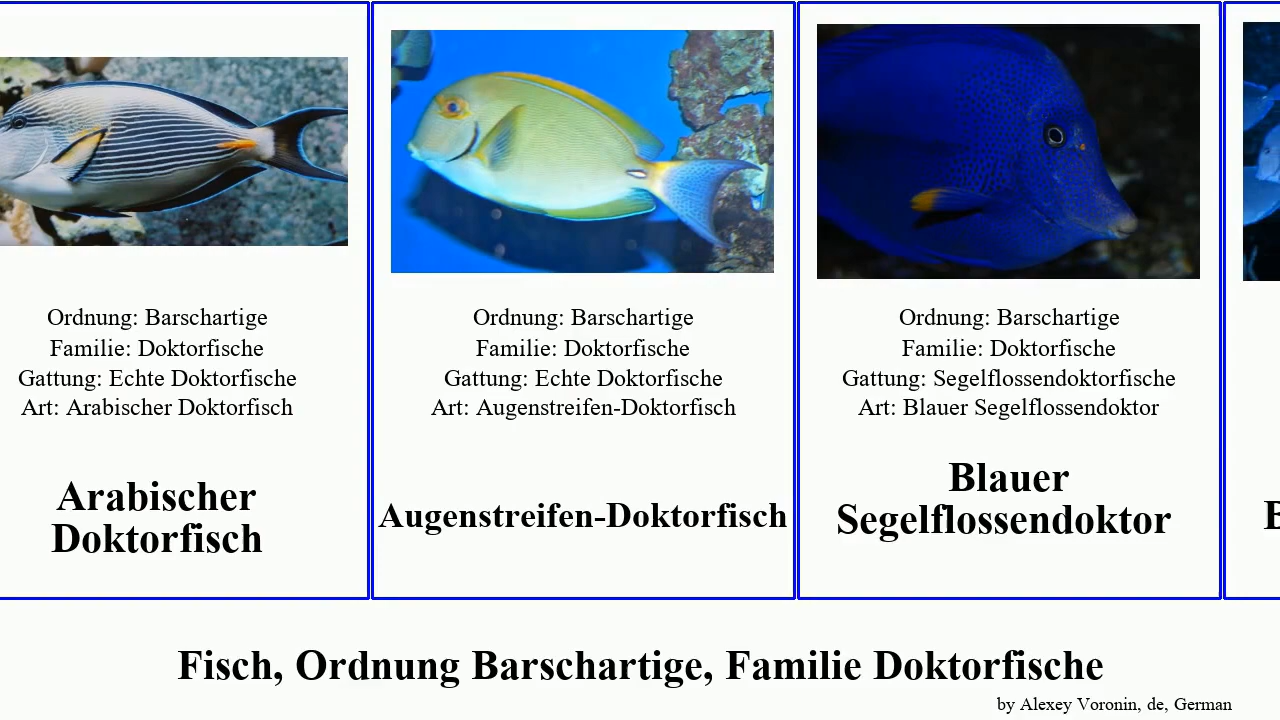 Ordnung: Barschartige
Familie: Doktorfische
Gattung: Echte Doktorfische
Art: Arabischer Doktorfisch
Arabischer
Doktorfisch
Ordnung: Barschartige
Familie: Doktorfische
Gattung: Echte Doktorfische
Art: Augenstreifen-Doktorfisch
Augenstreifen-Doktorfisch
Ordnung: Barschartige
Familie: Doktorfische
Gattung: Segelflossendoktorfische
Art: Blauer Segelflossendoktor
Blauer
Segelflossendoktor
Fisch, Ordnung Barschartige, Familie Doktorfische
by Alexey Voronin, de, German